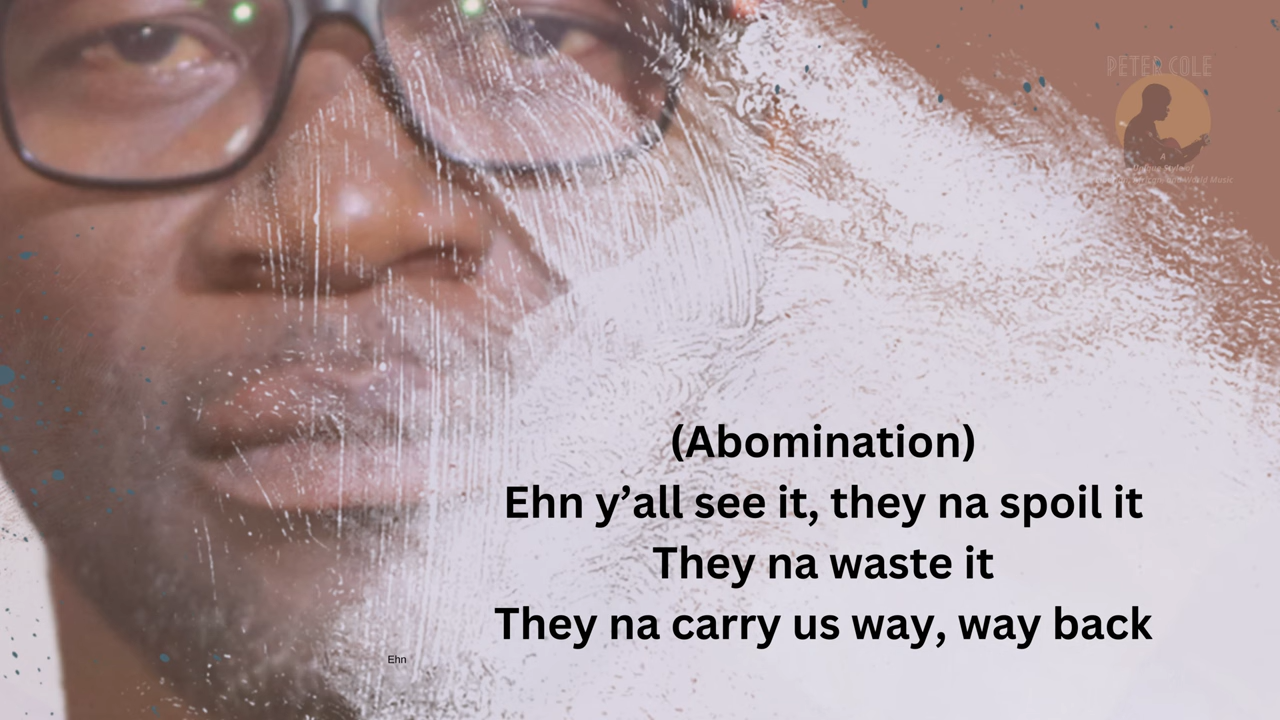 PETER COLE
A
(Abomination)
Ehn y’all see it, they na spoil it
They na waste it
They na carry us way, way back
Ehn